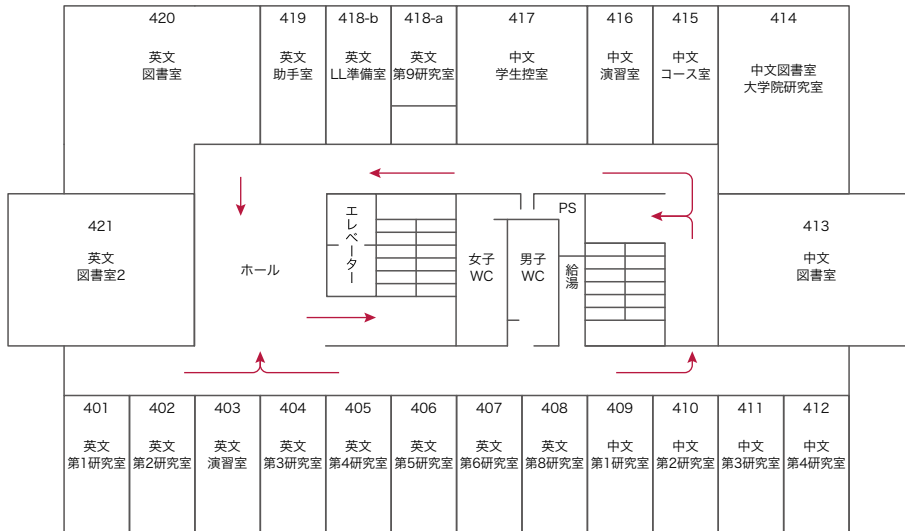 420
英文
図書室
419
英文
助手室
418-b
英文
LL準備室
418-a
英文
第9研究室
417
中文
学生控室
416
中文
演習室
415
中文
コース室
414
中文図書室
大学院研究室
421
英文
図書室2
ホール
エレベーター
女子
WC
男子
WC
PS
給湯
413
中文
図書室
401
英文
第1研究室
402
英文
第2研究室
403
英文
演習室
404
英文
第3研究室
405
英文
第4研究室
406
英文
第5研究室
407
英文
第6研究室
408
英文
第8研究室
409
中文
第1研究室
410
中文
第2研究室
411
中文
第3研究室
412
中文
第4研究室